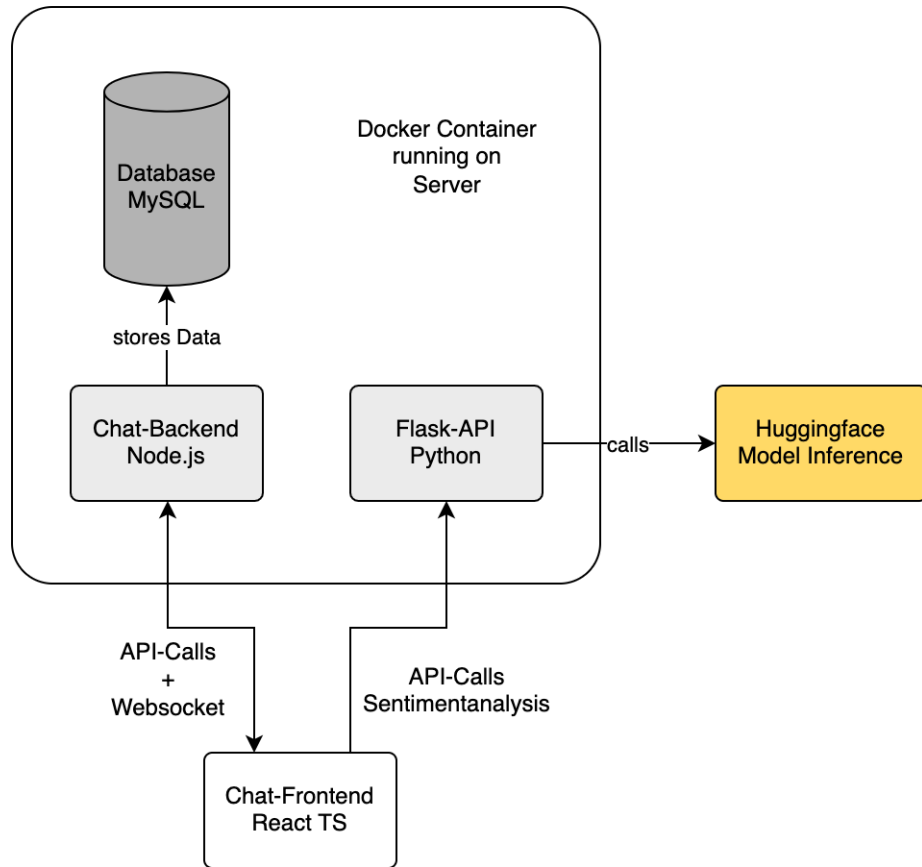 Database
MySQL
Docker Container
running on
Server
stores Data
Chat-Backend
Node.js
Flask-API
Python
calls
Huggingface
Model Inference
API-Calls
+
Websocket
API-Calls
Sentimentanalysis
Chat-Frontend
React TS